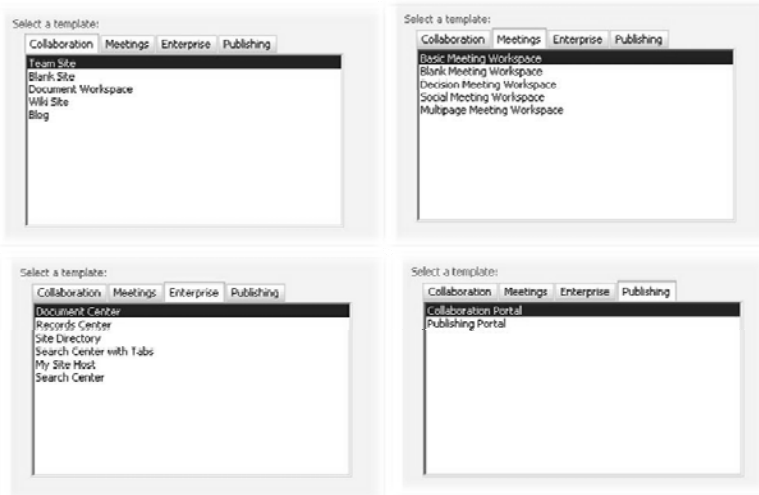 Select a template:
Collaboration Meetings Enterprise Publishing
Team Site
Blank Site
Document Workspace
Wiki Site
Blog
Select a template:
Collaboration Meetings Enterprise Publishing
Basic Meeting Workspace
Blank Meeting Workspace
Decision Meeting Workspace
Social Meeting Workspace
Multipage Meeting Workspace
Select a template:
Collaboration Meetings Enterprise Publishing
Document Center
Records Center
Site Directory
Search Center with Tabs
My Site Host
Search Center
Select a template:
Collaboration Meetings Enterprise Publishing
Collaboration Portal
Publishing Portal